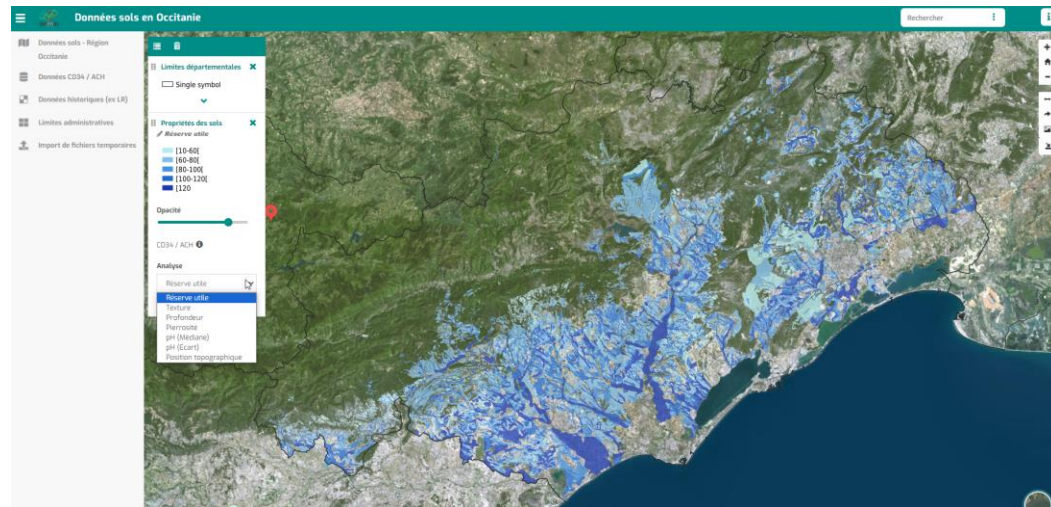 Données sols en Occitanie
Rechercher
Données sols - Région
Occitanie
Données CD34 / ACH
Données historiques (ex LR)
Limites administratives
Import de fichiers temporaires
Limites départementales
Single symbol
Propriétés des sols
Réserve utile
[10-60[
[60-80[
[80-100[
[100-120[
[120
Opacité
CD34 / ACH
Analyse
Réserve utile
Réserve utile
Texture
Profondeur
Pierrosité
pH (Médiane)
pH (Ecart)
Position topographique